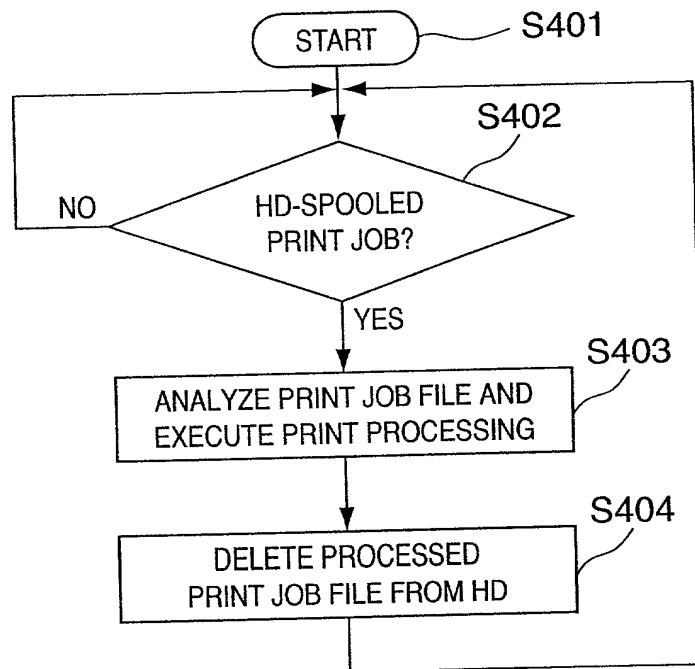 START
S401
S402
NO
HD-SPOOLED
PRINT JOB?
YES
S403
ANALYZE PRINT JOB FILE AND
EXECUTE PRINT PROCESSING
S404
DELETE PROCESSED
PRINT JOB FILE FROM HD